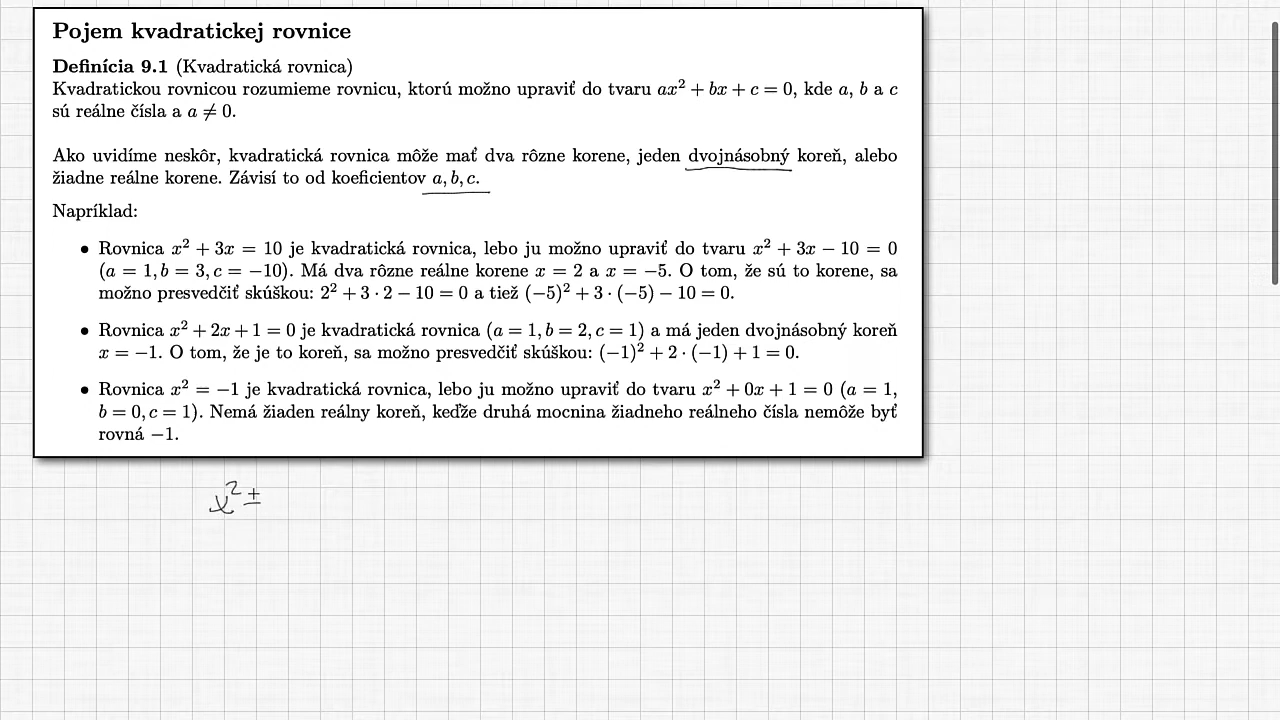 Pojem kvadratickej rovnice
Definícia 9.1 (Kvadratická rovnica)
Kvadratickou rovnicou rozumieme rovnicu, ktorú možno upraviť do tvaru ax² + bx + c = 0, kde a, b a c
sú reálne čísla a a ≠ 0.
Ako uvidíme neskôr, kvadratická rovnica môže mať dva rôzne korene, jeden dvojnásobný koreň, alebo
žiadne reálne korene. Závisí to od koeficientov a, b, c.
Napríklad:
• Rovnica x² + 3x = 10 je kvadratická rovnica, lebo ju možno upraviť do tvaru x² + 3x − 10 = 0
(a = 1, b = 3, c = −10). Má dva rôzne reálne korene x = 2 a x = −5. O tom, že sú to korene, sa
možno presvedčiť skúškou: 2² + 3 · 2 − 10 = 0 a tiež (−5)² + 3 · (−5) − 10 = 0.
• Rovnica x² + 2x + 1 = 0 je kvadratická rovnica (a = 1, b = 2, c = 1) a má jeden dvojnásobný koreň
x = −1. O tom, že je to koreň, sa možno presvedčiť skúškou: (−1)² + 2 · (−1) + 1 = 0.
• Rovnica x² = −1 je kvadratická rovnica, lebo ju možno upraviť do tvaru x² + 0x + 1 = 0 (a = 1,
b = 0, c = 1). Nemá žiaden reálny koreň, keďže druhá mocnina žiadneho reálneho čísla nemôže byť
rovná −1.
x² ±